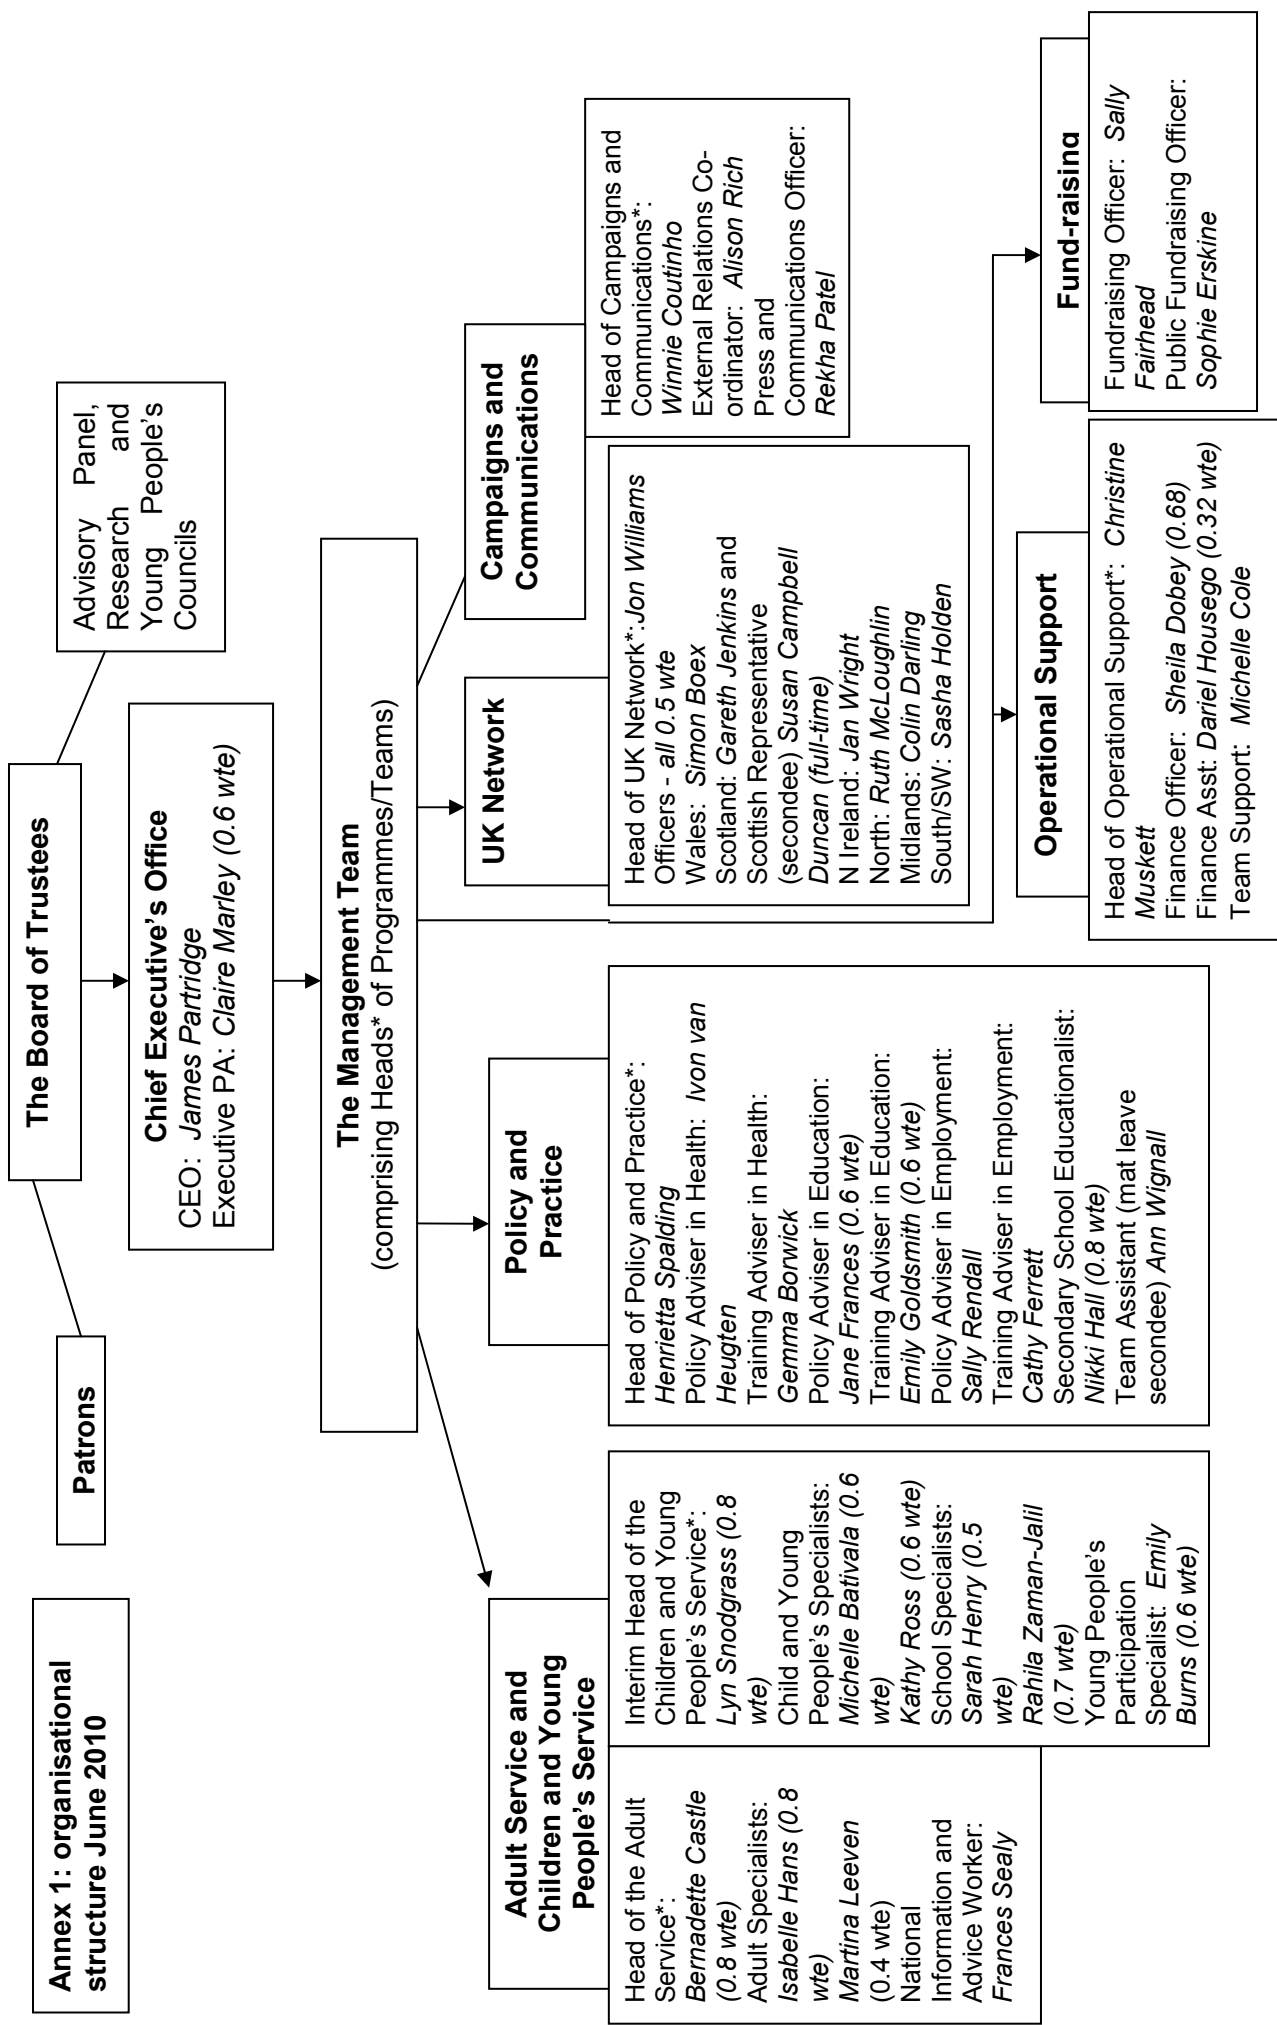 Annex 1: organisational
structure June 2010
Patrons
The Board of Trustees
Advisory Panel,
Research and
Young People's
Councils
Chief Executive's Office
CEO: James Partridge
Executive PA: Claire Marley (0.6 wte)
The Management Team
(comprising Heads* of Programmes/Teams)
Adult Service and
Children and Young
People's Service
Head of the Adult
Service*:
Bernadette Castle
(0.8 wte)
Adult Specialists:
Isabelle Hans (0.8
wte)
Martina Leeven
(0.4 wte)
National
Information and
Advice Worker:
Frances Sealy
Interim Head of the
Children and Young
People's Service*:
Lyn Snodgrass (0.8
wte)
Child and Young
People's Specialists:
Michelle Bativala (0.6
wte)
Kathy Ross (0.6 wte)
School Specialists:
Sarah Henry (0.5
wte)
Rahila Zaman-Jalil
(0.7 wte)
Young People's
Participation
Specialist: Emily
Burns (0.6 wte)
Policy and
Practice
Head of Policy and Practice*:
Henrietta Spalding
Policy Adviser in Health: Ivon van
Heugten
Training Adviser in Health:
Gemma Borwick
Policy Adviser in Education:
Jane Frances (0.6 wte)
Training Adviser in Education:
Emily Goldsmith (0.6 wte)
Policy Adviser in Employment:
Sally Rendall
Training Adviser in Employment:
Cathy Ferrett
Secondary School Educationalist:
Nikki Hall (0.8 wte)
Team Assistant (mat leave
secondee) Ann Wignall
UK Network
Head of UK Network*:Jon Williams
Officers - all 0.5 wte
Wales: Simon Boex
Scotland: Gareth Jenkins and
Scottish Representative
(secondee) Susan Campbell
Duncan (full-time)
N Ireland: Jan Wright
North: Ruth McLoughlin
Midlands: Colin Darling
South/SW: Sasha Holden
Campaigns and
Communications
Head of Campaigns and
Communications*:
Winnie Coutinho
External Relations Co-
ordinator: Alison Rich
Press and
Communications Officer:
Rekha Patel
Operational Support
Head of Operational Support*: Christine
Muskett
Finance Officer: Sheila Dobey (0.68)
Finance Asst: Dariel Housego (0.32 wte)
Team Support: Michelle Cole
Fund-raising
Fundraising Officer: Sally
Fairhead
Public Fundraising Officer:
Sophie Erskine